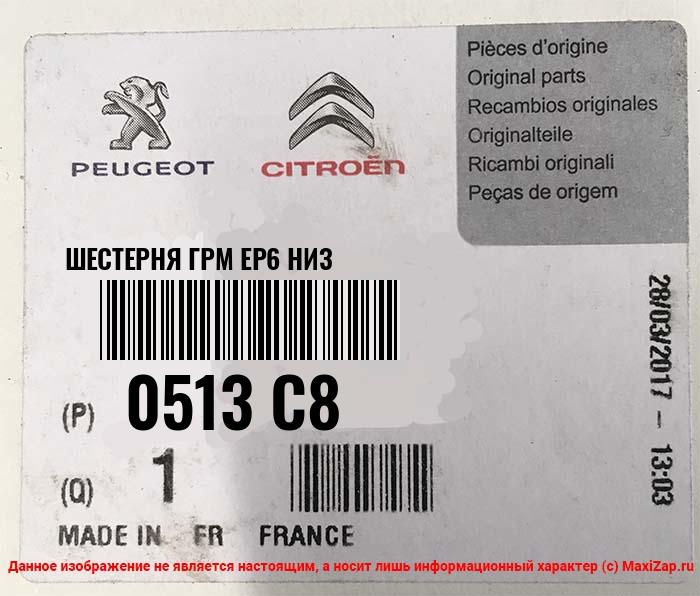 Pièces d'origine
Original parts
Recambios originales
Originalteile
Ricambi originali
Peças de origem
PEUGEOT
CITROËN
ШЕСТЕРНЯ ГРМ EP6 НИЗ
(P) 0513 C8
(Q) 1
MADE IN FR FRANCE
28/03/2017 - 13:03
Данное изображение не является настоящим, а носит лишь информационный характер (c) MaxiZap.ru